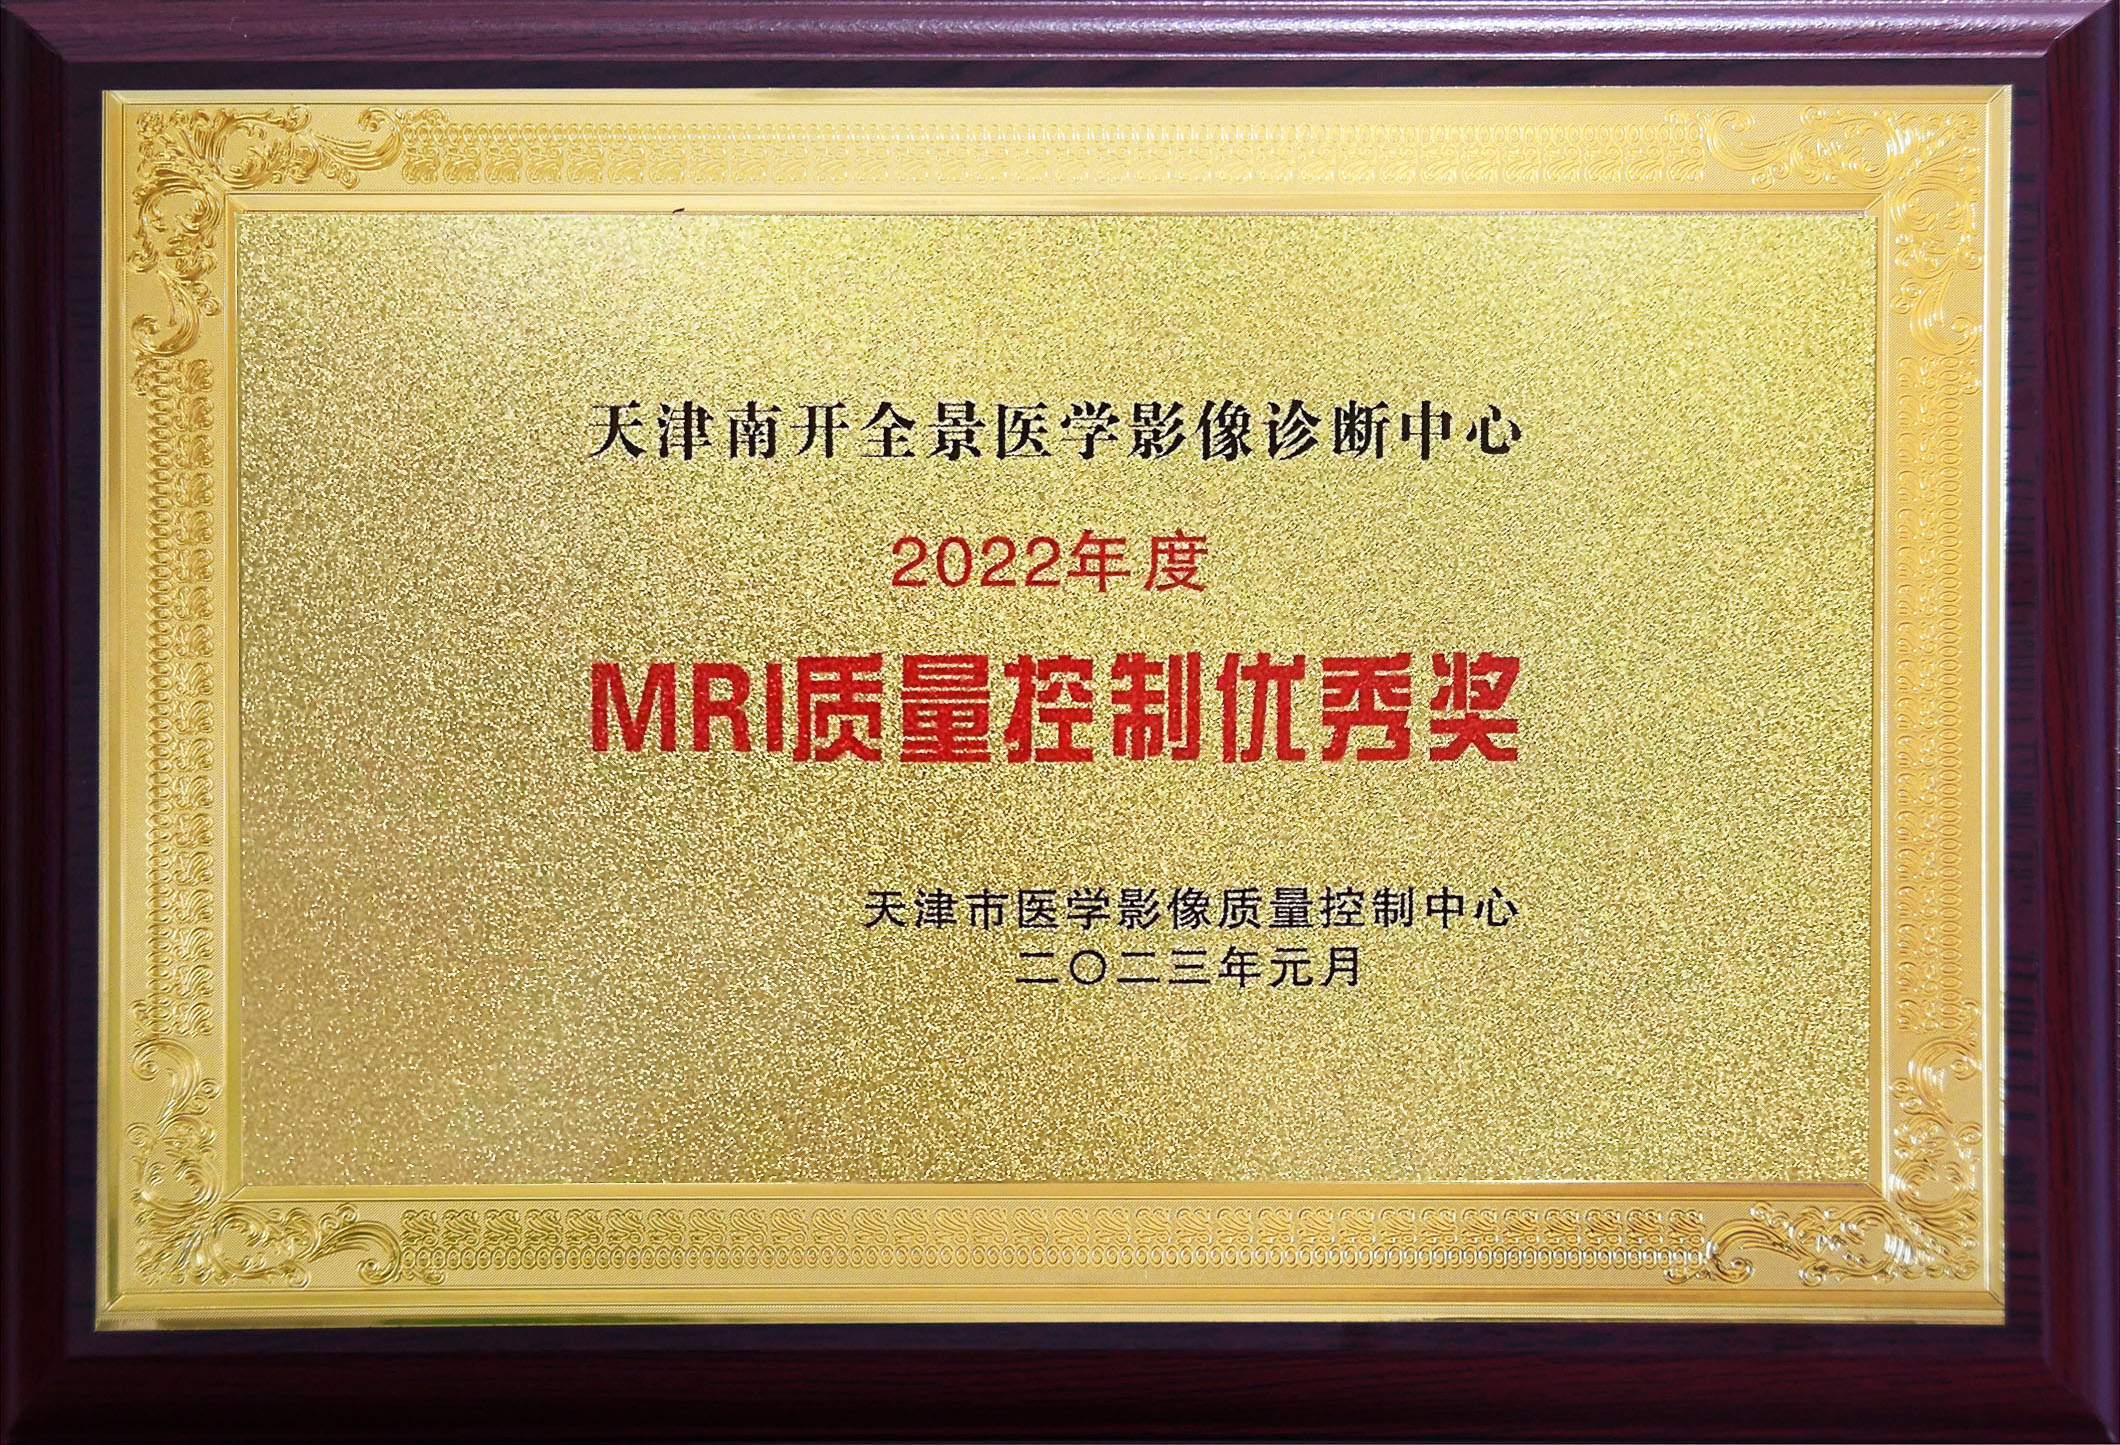 天津南开全景医学影像诊断中心
2022年度
MRI质量控制优秀奖
天津市医学影像质量控制中心
二〇二三年元月